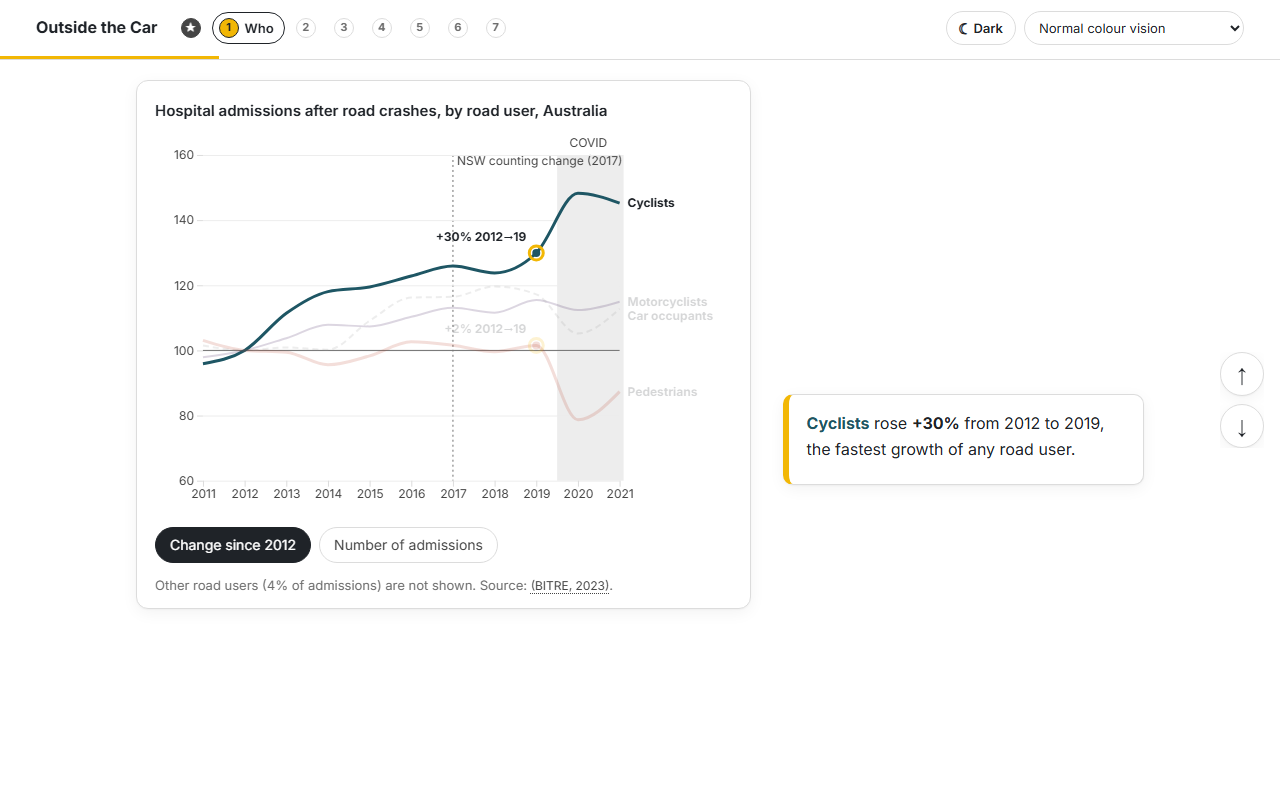 Outside the Car
1 Who 2 3 4 5 6 7
Dark
Normal colour vision
Hospital admissions after road crashes, by road user, Australia
COVID
NSW counting change (2017)
160
140
120
100
80
60
Cyclists
+30% 2012→19
Motorcyclists
Car occupants
+2% 2012→19
Pedestrians
2011 2012 2013 2014 2015 2016 2017 2018 2019 2020 2021
Change since 2012
Number of admissions
Other road users (4% of admissions) are not shown. Source: (BITRE, 2023).
Cyclists rose +30% from 2012 to 2019,
the fastest growth of any road user.